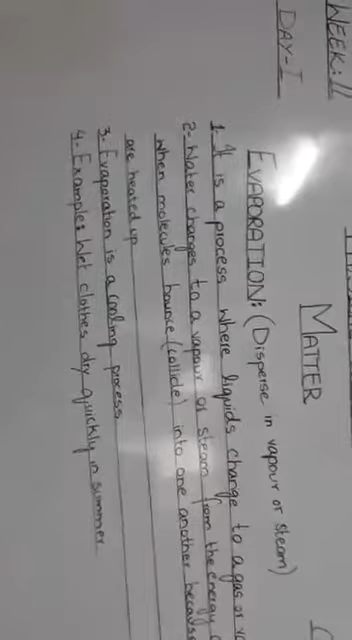 WEEK:11
DAY-I
MATTER
EVAPORATION: (Disperse in vapour or steam)
1- It is a process where liquids change to a gas or
2- Water changes to a vapour or steam from the energy
when molecules bounce (collide) into one another because
are heated up
3- Evaporation is a cooling process
4- Example: Wet clothes dry quickly in summer